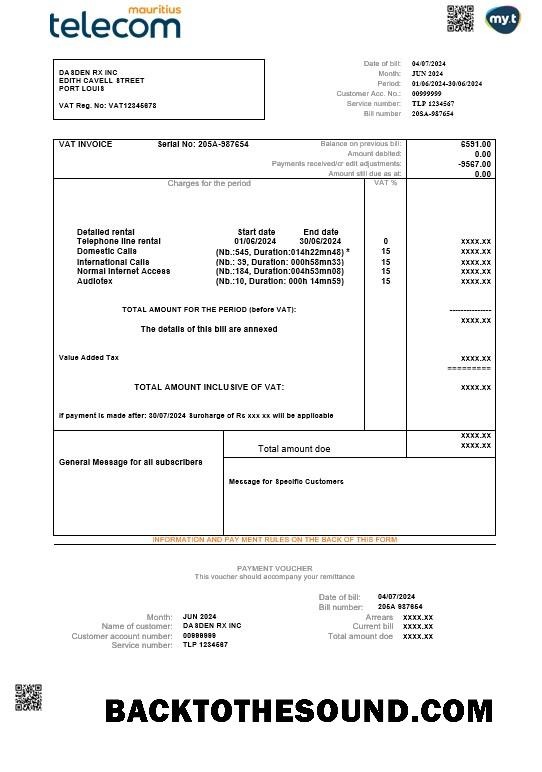 mauritius
telecom
my.t
DASDEN RX INC
EDITH CAVELL STREET
PORT LOUIS
VAT Reg. No: VAT12345678
Date of bill: 04/07/2024
Month: JUN 2024
Period: 01/06/2024-30/06/2024
Customer Acc. No.: 00999999
Service number: TLP 1234567
Bill number 205A-987654
VAT INVOICE Serial No: 205A-987654 Balance on previous bill: 6591.00
Amount debited: 0.00
Payments received/cr edit adjustments: -9567.00
Amount still due as at: 0.00
Charges for the period VAT %
Detailed rental Start date End date
Telephone line rental 01/06/2024 30/06/2024 0 xxxx.xx
Domestic Calls (Nb.:545, Duration:014h22mn48) * 15 xxxx.xx
International Calls (Nb.: 39, Duration: 000h58mn33) 15 xxxx.xx
Normal Internet Access (Nb.:184, Duration:004h53mn08) 15 xxxx.xx
Audiotex (Nb.:10, Duration: 000h 14mn59) 15 xxxx.xx
TOTAL AMOUNT FOR THE PERIOD (before VAT): ---------------
xxxx.xx
The details of this bill are annexed
Value Added Tax xxxx.xx
=========
TOTAL AMOUNT INCLUSIVE OF VAT: xxxx.xx
If payment is made after: 30/07/2024 Surcharge of Rs xxx xx will be applicable
xxxx.xx
Total amount doe xxxx.xx
General Message for all subscribers
Message for Specific Customers
INFORMATION AND PAY MENT RULES ON THE BACK OF THIS FORM
PAYMENT VOUCHER
This voucher should accompany your remittance
Date of bill: 04/07/2024
Bill number: 205A 987654
Month: JUN 2024 Arrears xxxx.xx
Name of customer: DASDEN RX INC Current bill xxxx.xx
Customer account number: 00999999 Total amount doe xxxx.xx
Service number: TLP 1234567
BACKTOTHESOUND.COM